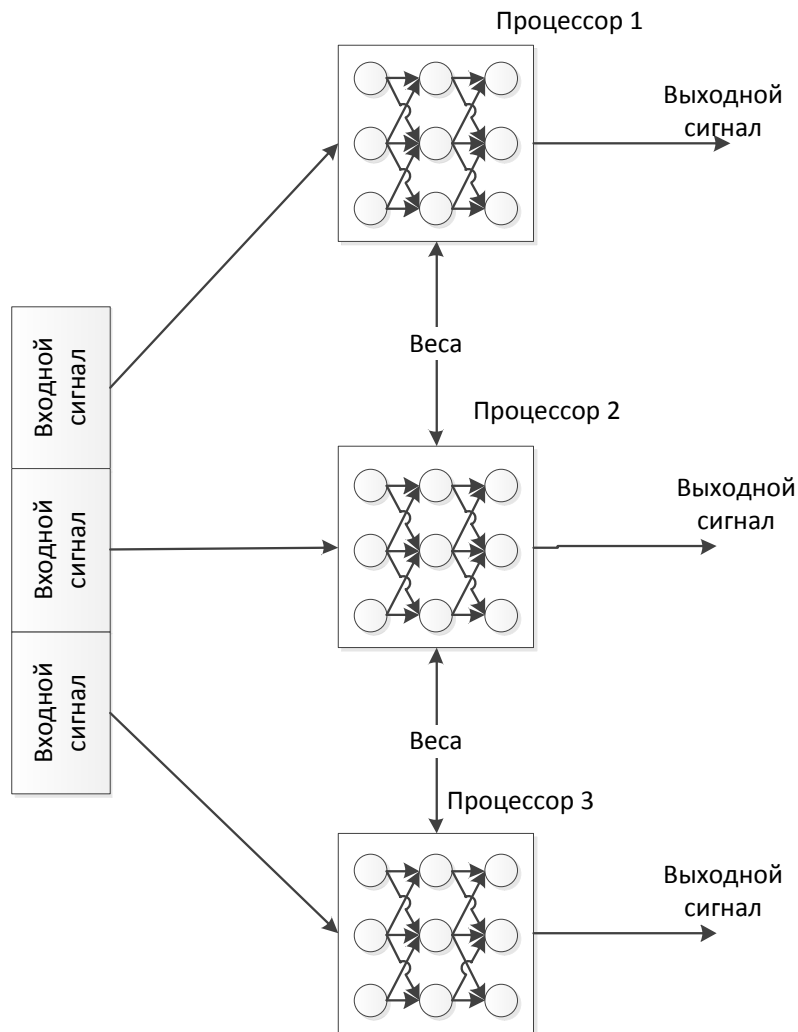 Процессор 1
Выходной
сигнал
Входной
сигнал
Веса
Процессор 2
Входной
сигнал
Выходной
сигнал
Входной
сигнал
Веса
Процессор 3
Выходной
сигнал